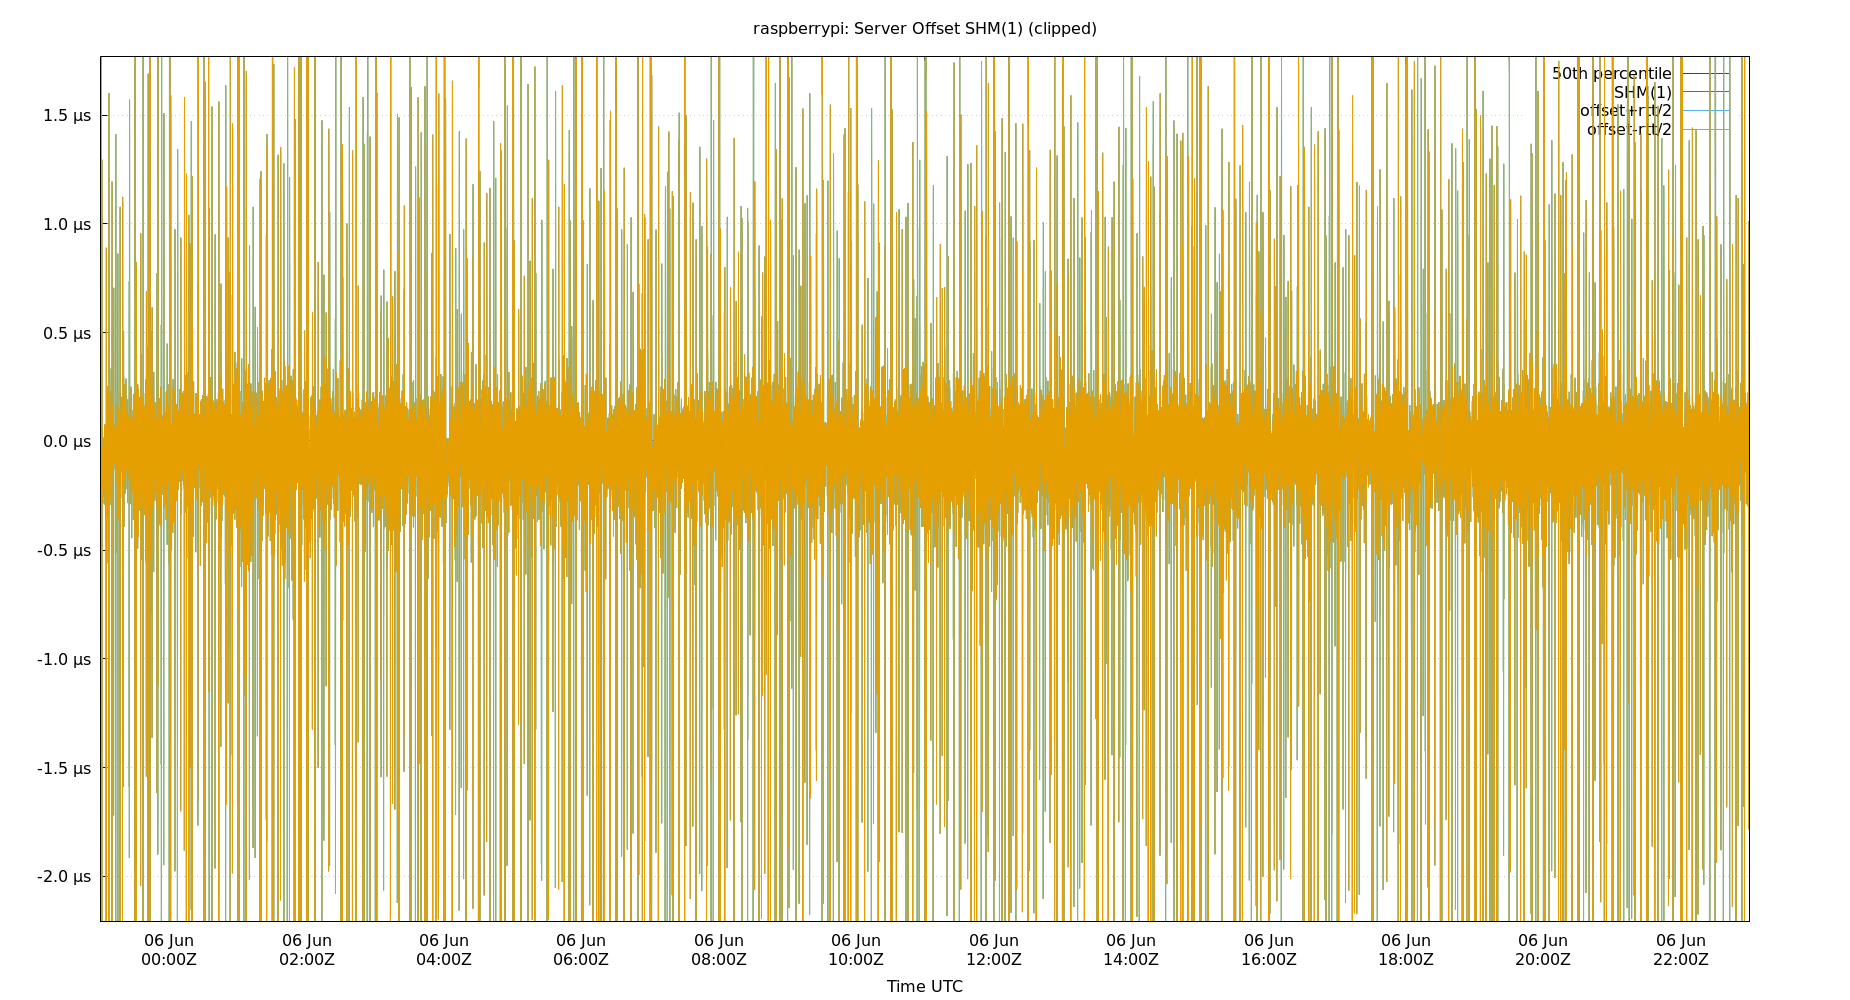 raspberrypi: Server Offset SHM(1) (clipped)
50th percentile
SHM(1)
offset+rtt/2
offset-rtt/2
1.5 µs
1.0 µs
0.5 µs
0.0 µs
-0.5 µs
-1.0 µs
-1.5 µs
-2.0 µs
06 Jun 06 Jun 06 Jun 06 Jun 06 Jun 06 Jun 06 Jun 06 Jun 06 Jun 06 Jun 06 Jun 06 Jun
00:00Z 02:00Z 04:00Z 06:00Z 08:00Z 10:00Z 12:00Z 14:00Z 16:00Z 18:00Z 20:00Z 22:00Z
Time UTC